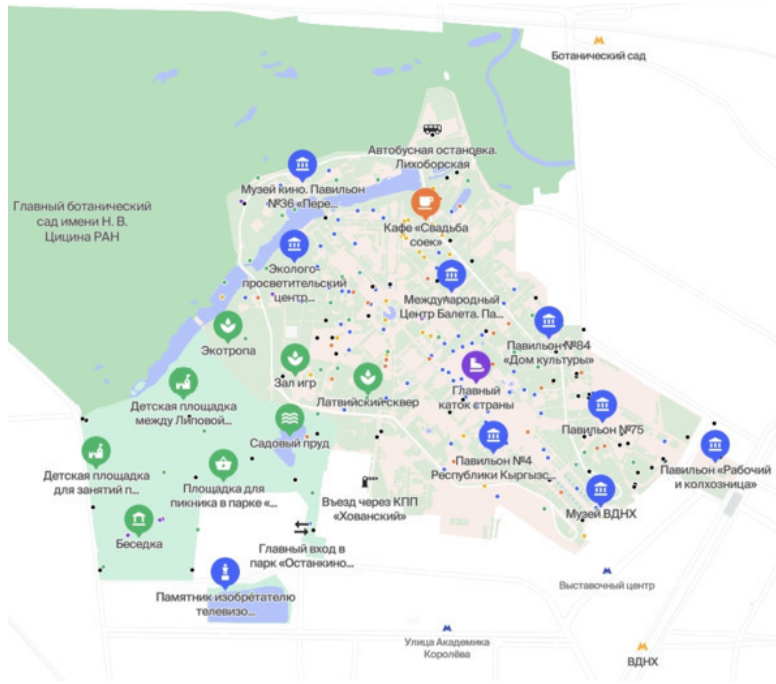 Ботанический сад
Автобусная остановка.
Лихоборская
Музей кино. Павильон
№36 «Пере...
Главный ботанический
сад имени Н. В.
Цицина РАН
Кафе «Свадьба
соек»
Эколого-
просветительский
центр...
Международный
Центр Балета. Па...
Экотропа
Павильон №84
«Дом культуры»
Зал игр
Латвийский сквер
Главный
каток страны
Детская площадка
между Липовой...
Павильон №75
Садовый пруд
Детская площадка
для занятий п...
Площадка для
пикника в парке «...
Павильон №4
Республики Кыргызс...
Павильон «Рабочий
и колхозница»
Въезд через КПП
«Хованский»
Музей ВДНХ
Беседка
Главный вход в
парк «Останкино...
Выставочный центр
Памятник изобретателю
телевизо...
Улица Академика
Королёва
ВДНХ